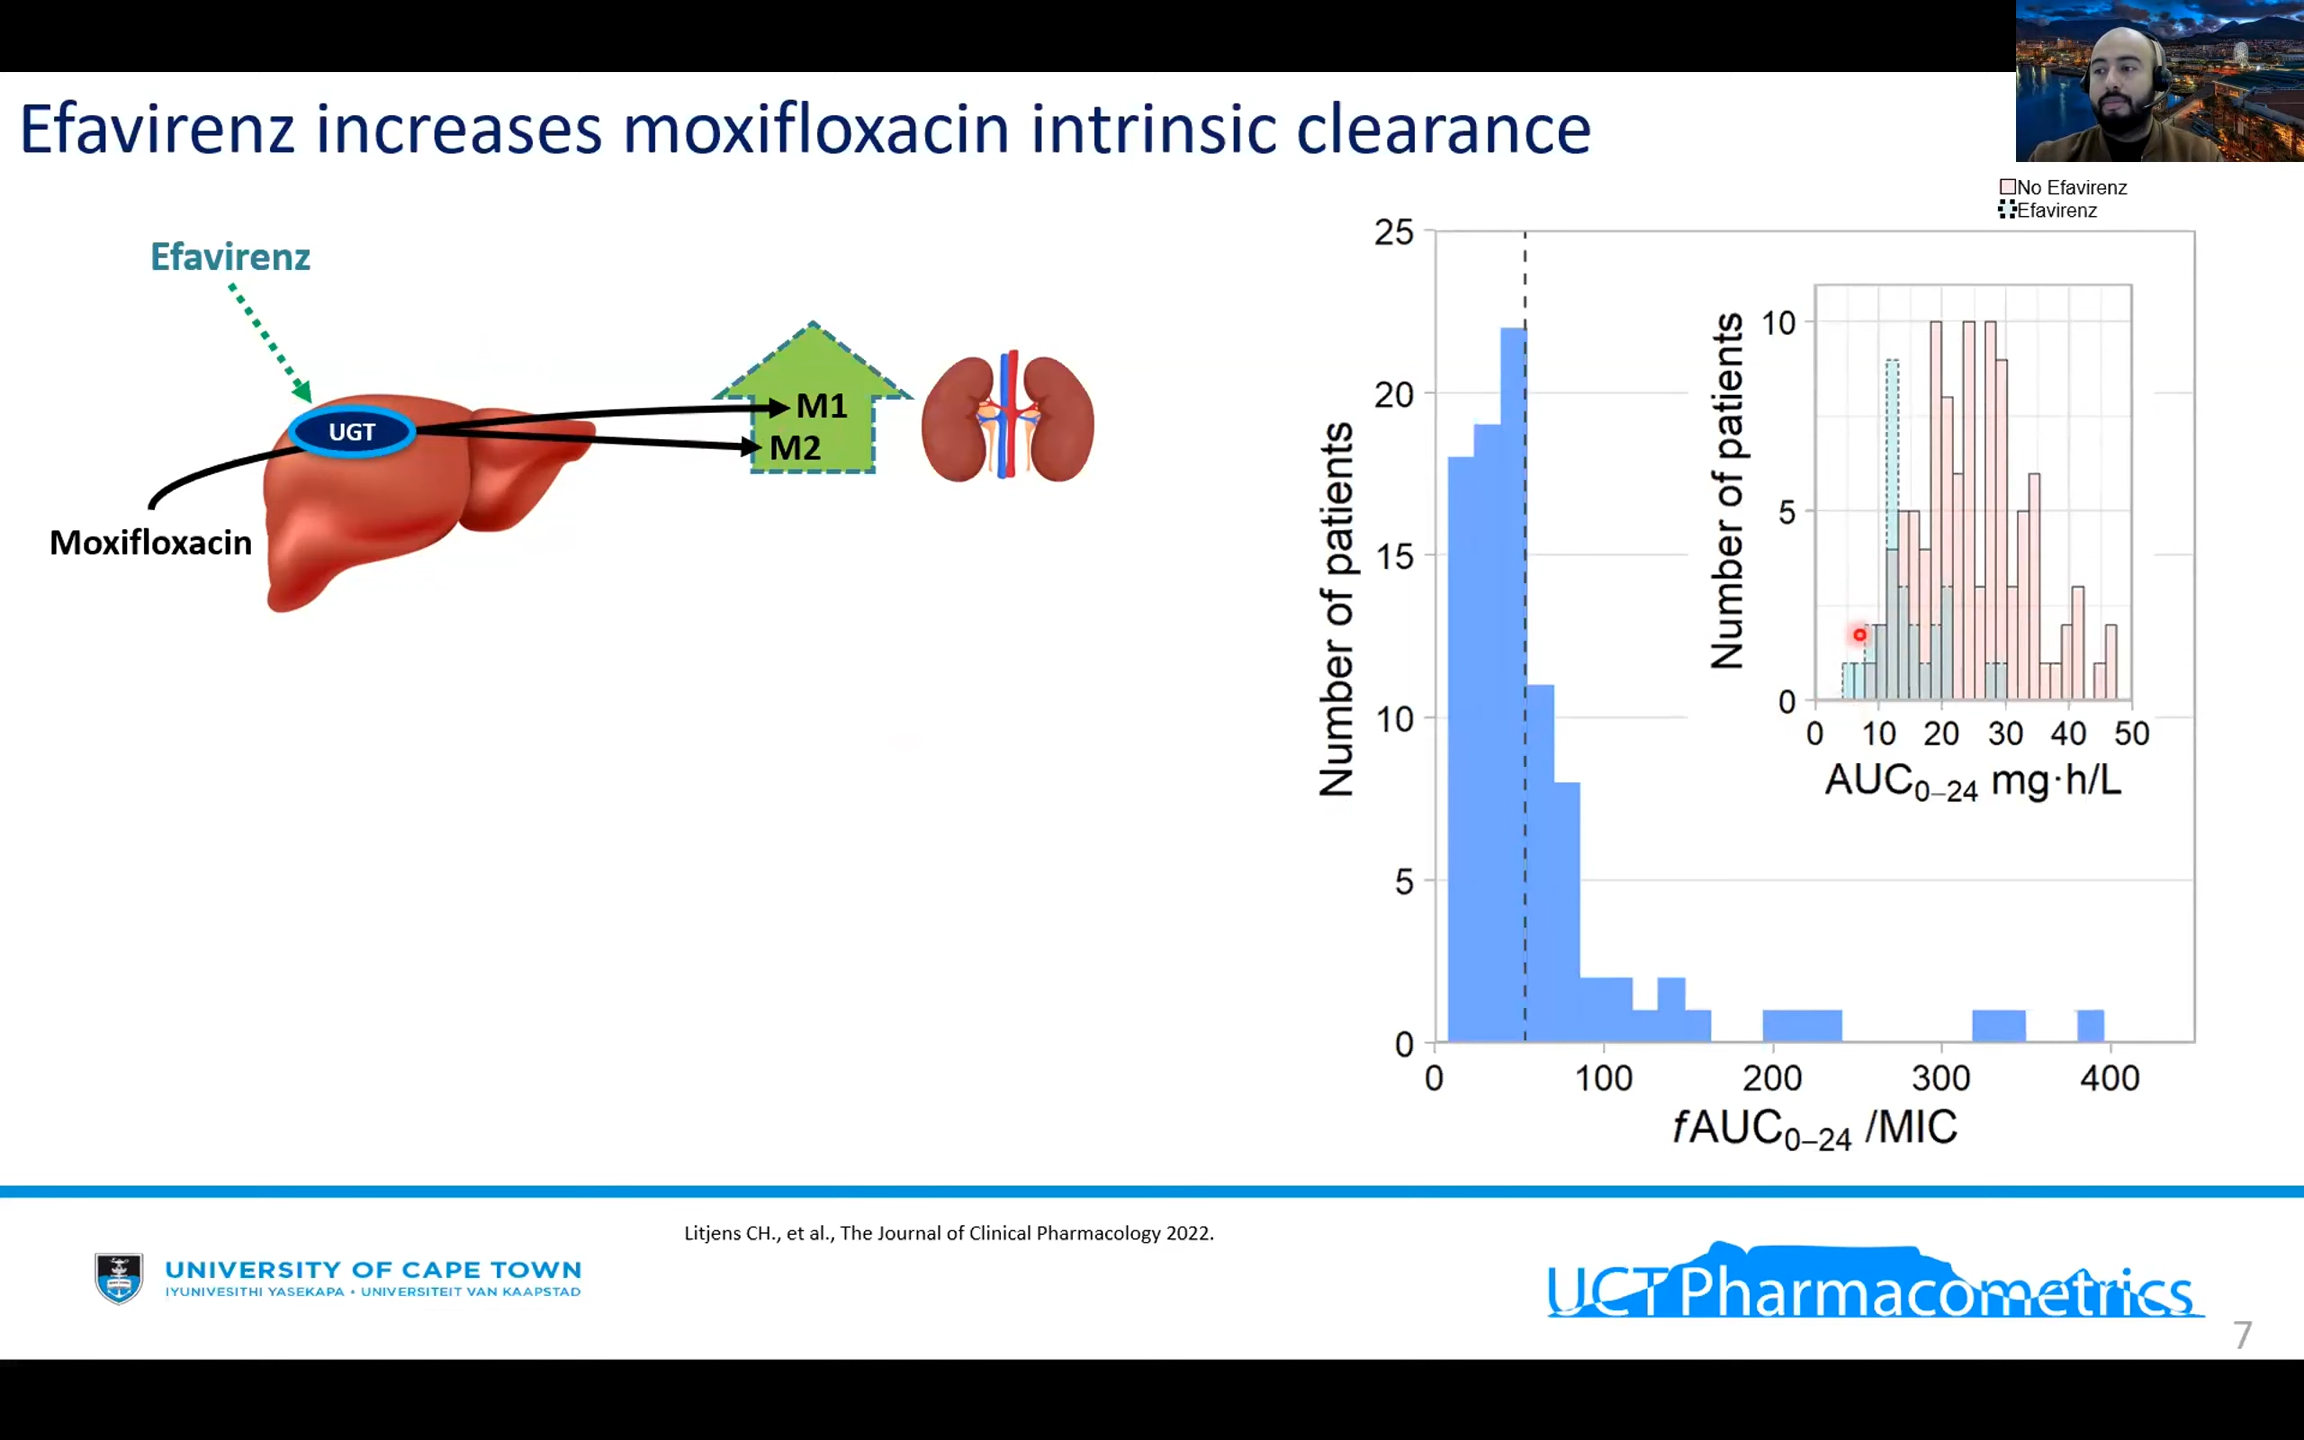 Efavirenz increases moxifloxacin intrinsic clearance
No Efavirenz
Efavirenz
Efavirenz
UGT
Moxifloxacin
M1
M2
Number of patients
25
20
15
10
5
0
0 100 200 300 400
fAUC0–24 /MIC
Number of patients
10
5
0
0 10 20 30 40 50
AUC0–24 mg·h/L
Litjens CH., et al., The Journal of Clinical Pharmacology 2022.
UNIVERSITY OF CAPE TOWN
IYUNIVESITHI YASEKAPA • UNIVERSITEIT VAN KAAPSTAD
UCT Pharmacometrics
7